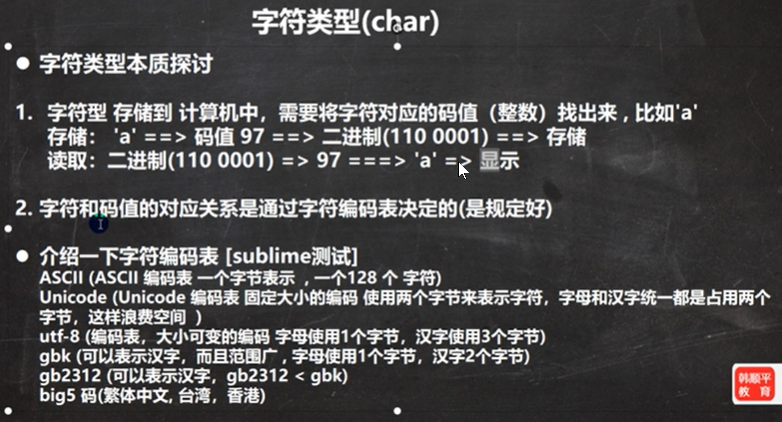 字符类型(char)
● 字符类型本质探讨
1. 字符型 存储到 计算机中，需要将字符对应的码值（整数）找出来 , 比如'a'
存储： 'a' ==> 码值 97 ==> 二进制(110 0001) ==> 存储
读取：二进制(110 0001) => 97 ===> 'a' => 显示
2. 字符和码值的对应关系是通过字符编码表决定的(是规定好)
● 介绍一下字符编码表 [sublime测试]
ASCII (ASCII 编码表 一个字节表示 , 一个128 个 字符)
Unicode (Unicode 编码表 固定大小的编码 使用两个字节来表示字符，字母和汉字统一都是占用两个
字节，这样浪费空间 )
utf-8 (编码表，大小可变的编码 字母使用1个字节，汉字使用3个字节)
gbk (可以表示汉字，而且范围广 , 字母使用1个字节，汉字2个字节)
gb2312 (可以表示汉字，gb2312 < gbk)
big5 码(繁体中文, 台湾，香港)
韩顺平
教 育